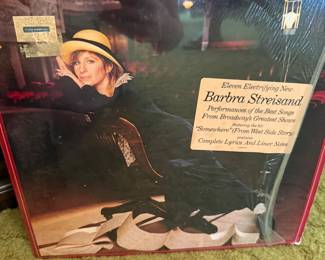 Eleven Electrifying New
Barbra Streisand
Performances of the Best Songs
From Broadway's Greatest Shows
Featuring the hit
"Somewhere" (From West Side Story)
Complete Lyrics And Liner Notes